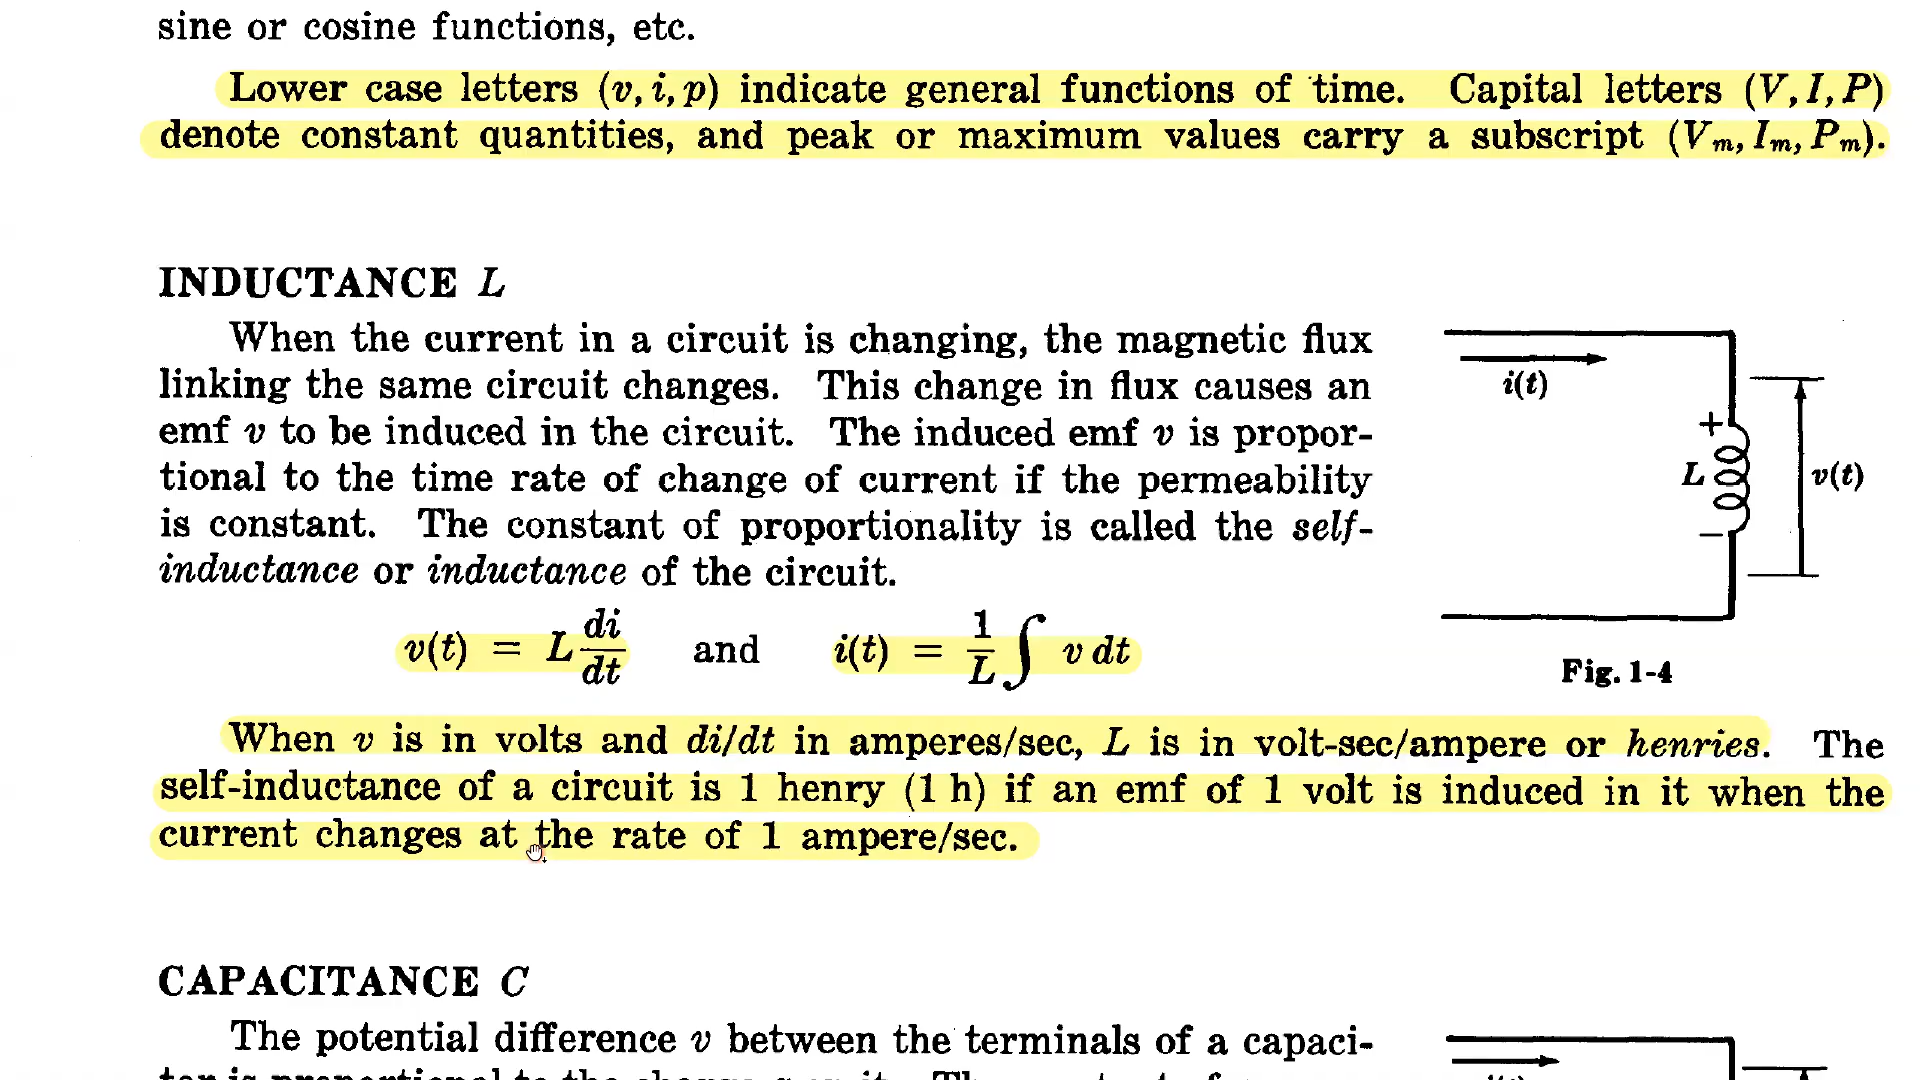 sine or cosine functions, etc.
Lower case letters (v, i, p) indicate general functions of time. Capital letters (V, I, P)
denote constant quantities, and peak or maximum values carry a subscript (Vm, Im, Pm).
INDUCTANCE L
When the current in a circuit is changing, the magnetic flux
linking the same circuit changes. This change in flux causes an
emf v to be induced in the circuit. The induced emf v is propor-
tional to the time rate of change of current if the permeability
is constant. The constant of proportionality is called the self-
inductance or inductance of the circuit.
v(t) = L di/dt and i(t) = 1/L ∫ v dt
i(t)
+
L
v(t)
−
Fig. 1-4
When v is in volts and di/dt in amperes/sec, L is in volt-sec/ampere or henries. The
self-inductance of a circuit is 1 henry (1 h) if an emf of 1 volt is induced in it when the
current changes at the rate of 1 ampere/sec.
CAPACITANCE C
The potential difference v between the terminals of a capaci-